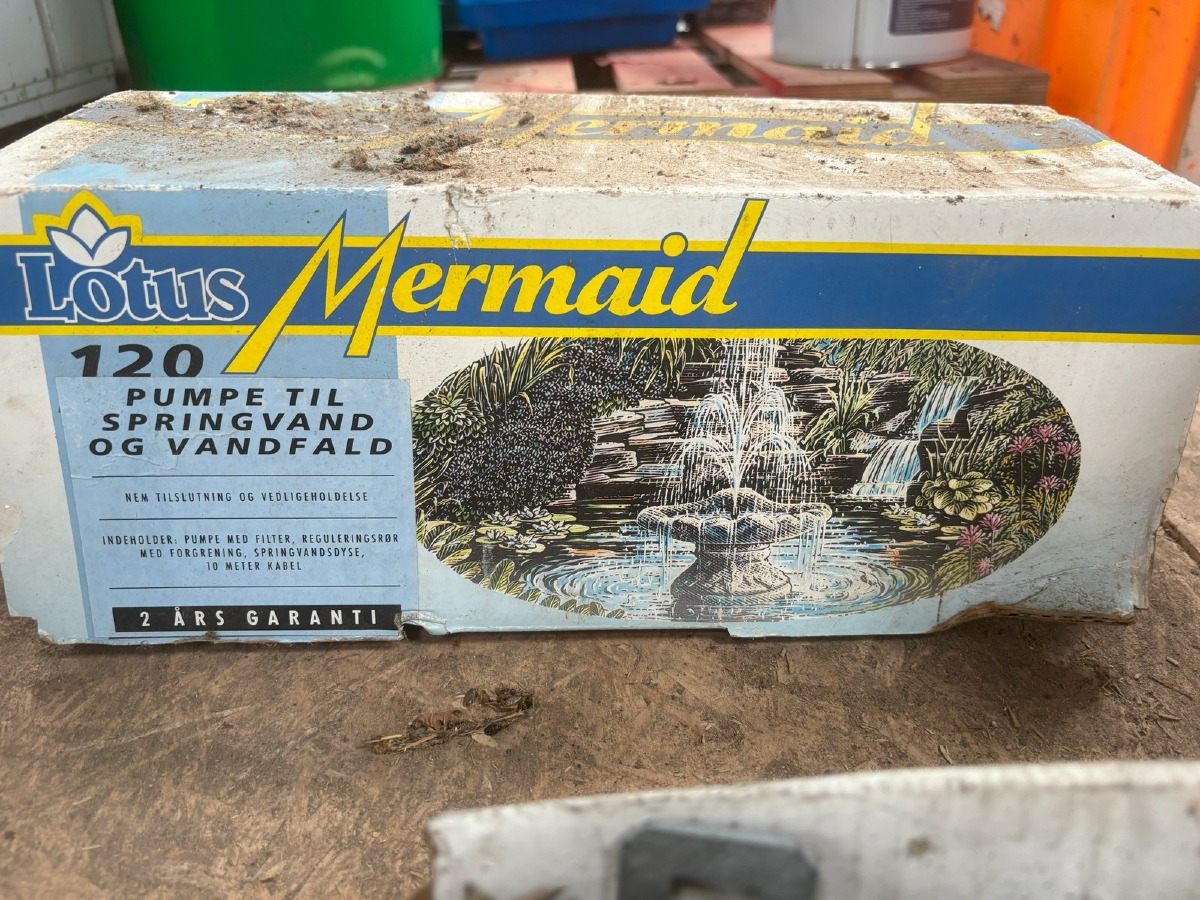 Mermaid
Lotus Mermaid
120
PUMPE TIL
SPRINGVAND
OG VANDFALD
NEM TILSLUTNING OG VEDLIGEHOLDELSE
INDEHOLDER: PUMPE MED FILTER, REGULERINGSRØR
MED FORGRENING, SPRINGVANDSDYSE,
10 METER KABEL
2 ÅRS GARANTI